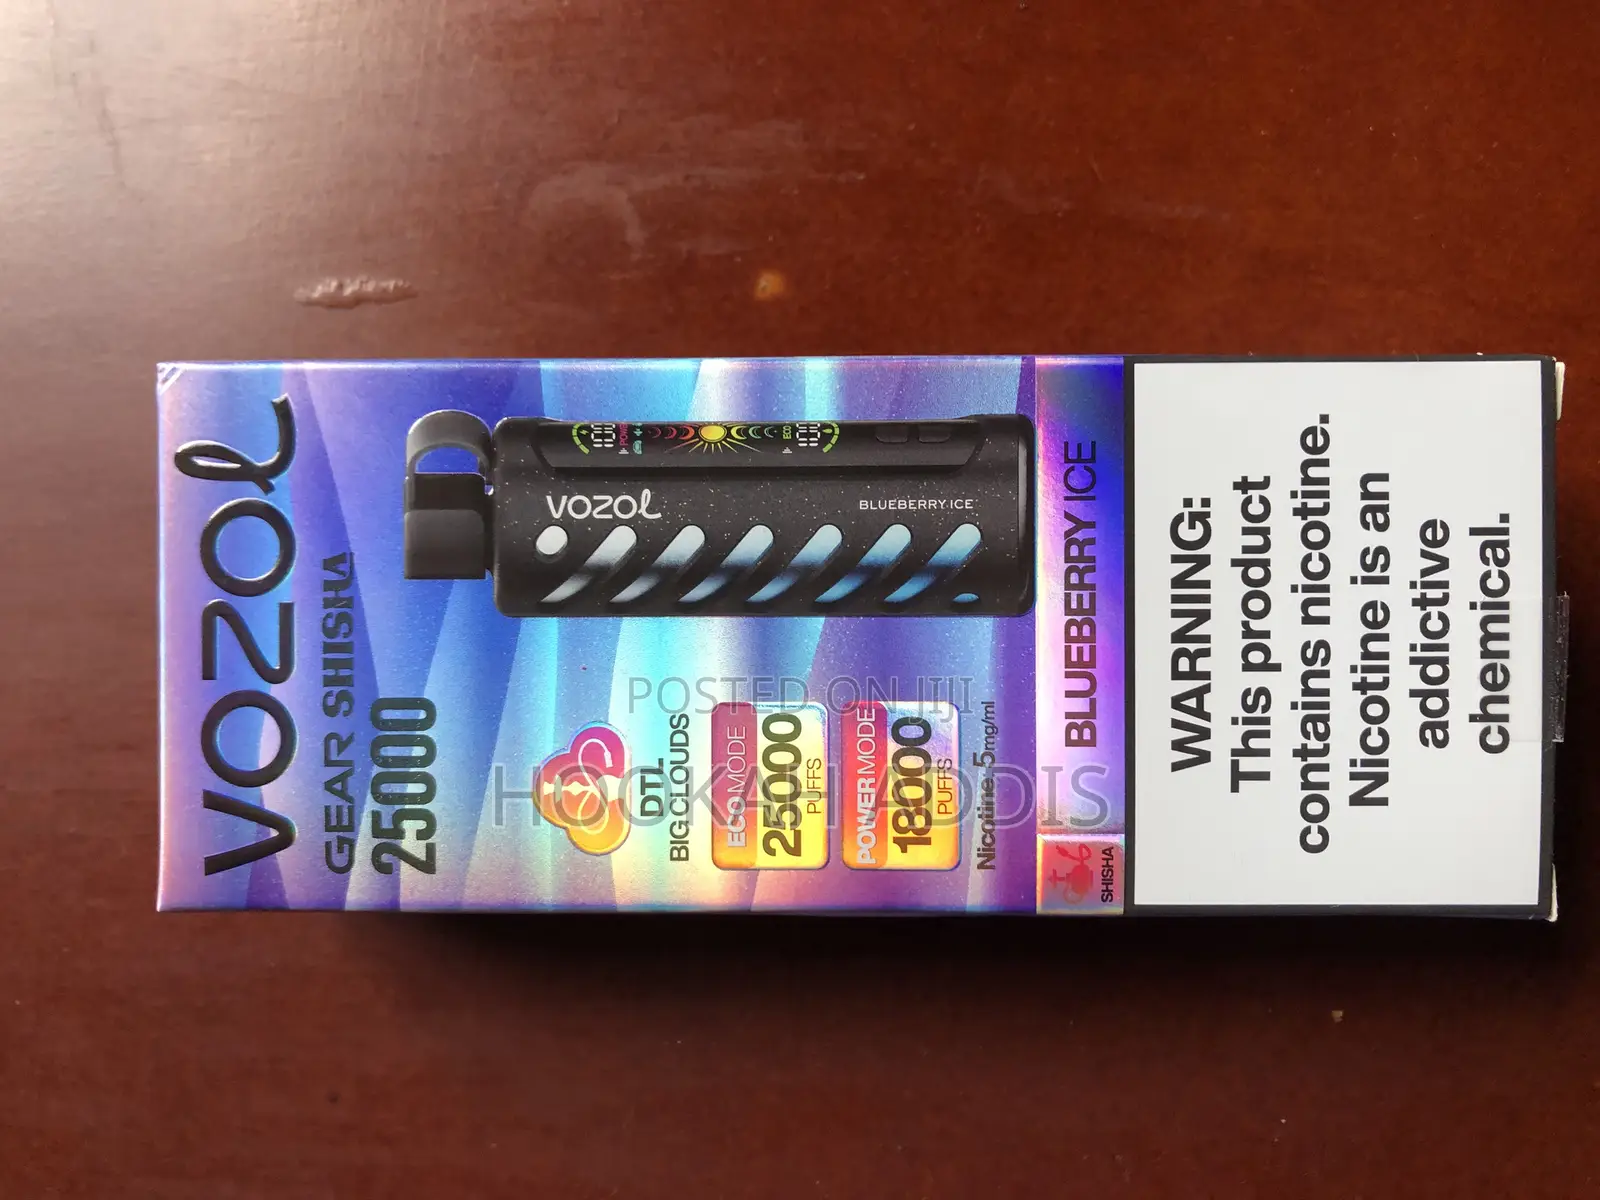 VOZOL
GEAR SHISHA
25000
VOZOL
BLUEBERRY ICE
DTL
BIG CLOUDS
ECO MODE
25000
PUFFS
POWER MODE
18000
PUFFS
Nicotine: 5mg/ml
SHISHA
BLUEBERRY ICE
WARNING:
This product
contains nicotine.
Nicotine is an
addictive
chemical.
POSTED ON JIJI
HOOKAH ADDIS